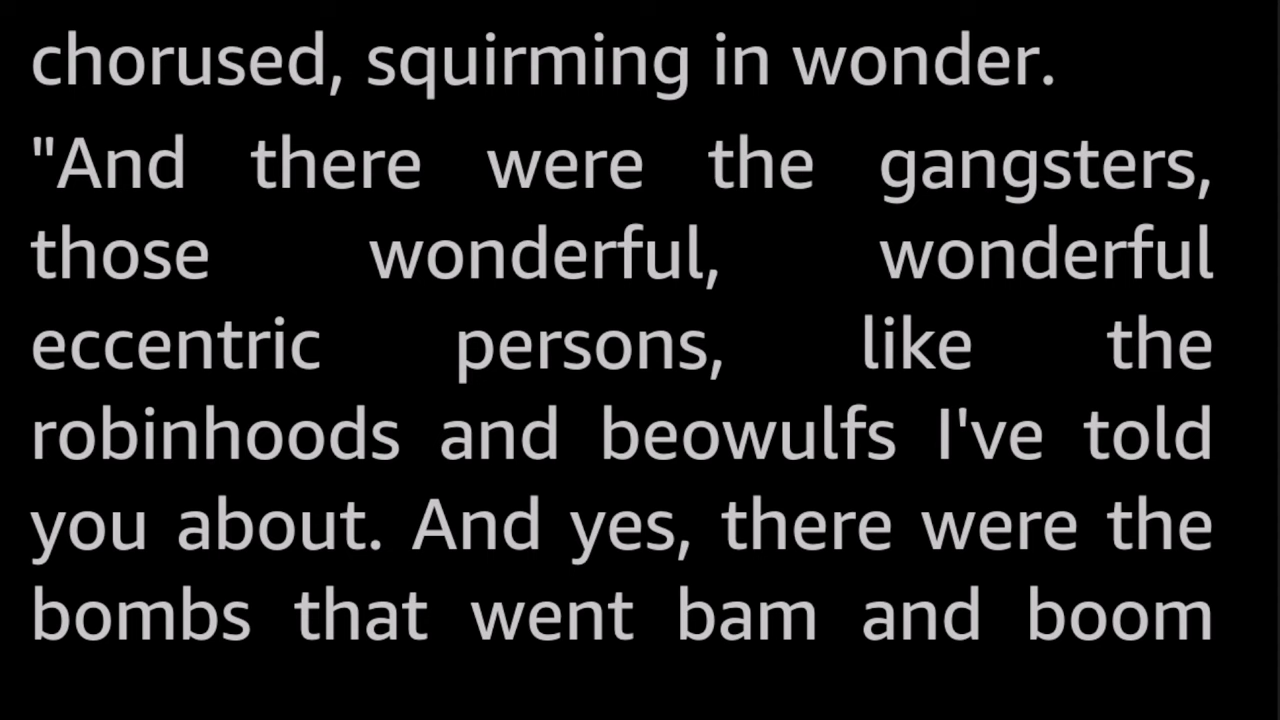 chorused, squirming in wonder.
"And there were the gangsters,
those wonderful, wonderful
eccentric persons, like the
robinhoods and beowulfs I've told
you about. And yes, there were the
bombs that went bam and boom